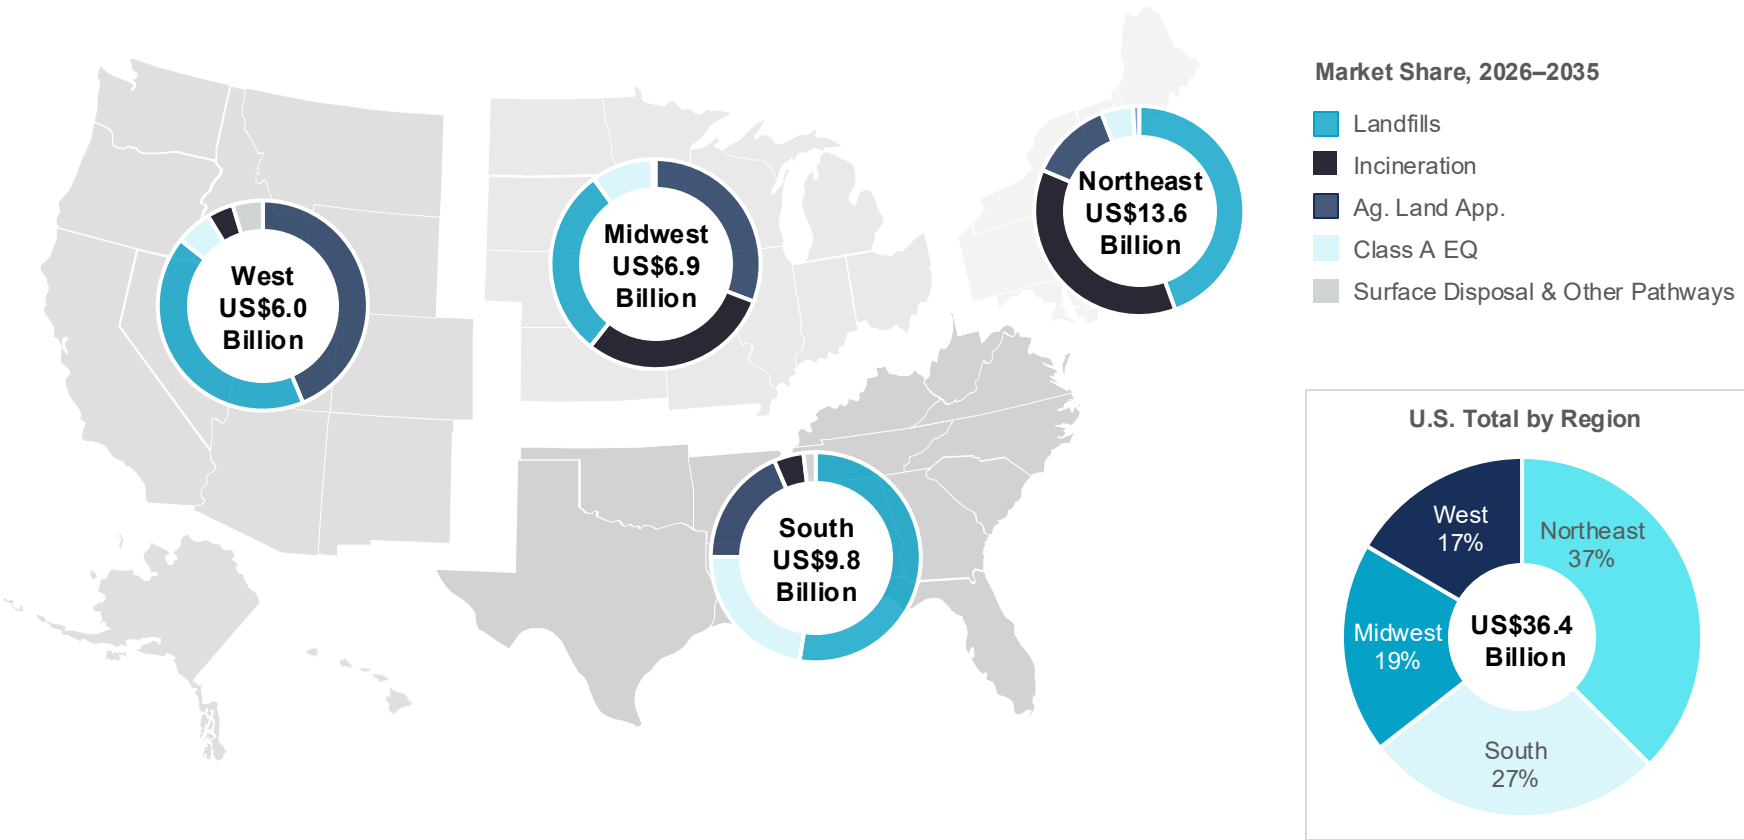 West
US$6.0
Billion
Midwest
US$6.9
Billion
Northeast
US$13.6
Billion
South
US$9.8
Billion
Market Share, 2026–2035
Landfills
Incineration
Ag. Land App.
Class A EQ
Surface Disposal & Other Pathways
U.S. Total by Region
West
17%
Northeast
37%
Midwest
19%
US$36.4
Billion
South
27%